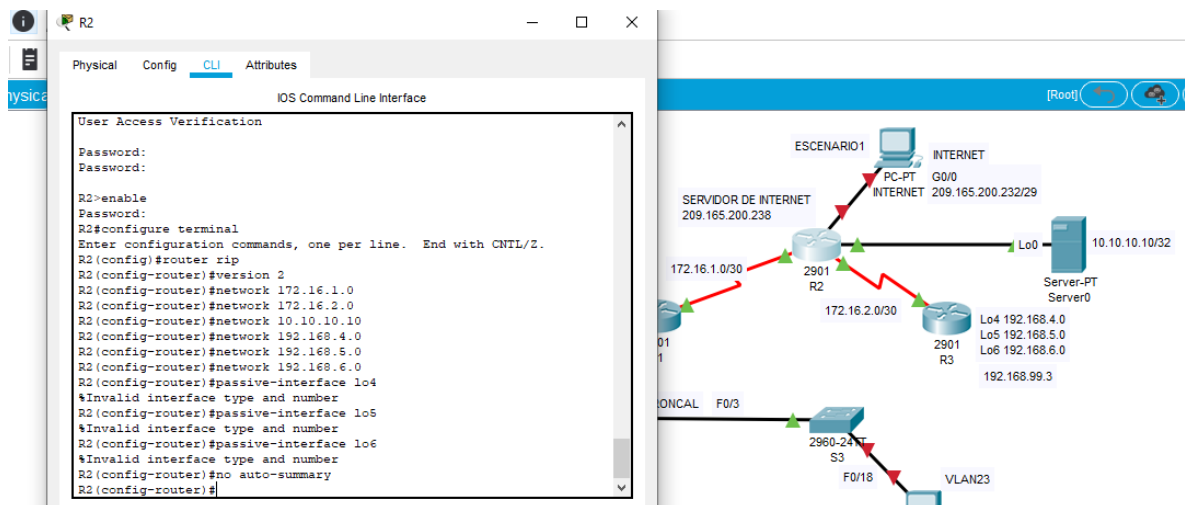 R2
Physical Config CLI Attributes
IOS Command Line Interface
User Access Verification
Password:
Password:
R2>enable
Password:
R2#configure terminal
Enter configuration commands, one per line. End with CNTL/Z.
R2(config)#router rip
R2(config-router)#version 2
R2(config-router)#network 172.16.1.0
R2(config-router)#network 172.16.2.0
R2(config-router)#network 10.10.10.10
R2(config-router)#network 192.168.4.0
R2(config-router)#network 192.168.5.0
R2(config-router)#network 192.168.6.0
R2(config-router)#passive-interface lo4
%Invalid interface type and number
R2(config-router)#passive-interface lo5
%Invalid interface type and number
R2(config-router)#passive-interface lo6
%Invalid interface type and number
R2(config-router)#no auto-summary
R2(config-router)#
hysica
[Root]
ESCENARIO1
INTERNET
PC-PT
G0/0
INTERNET
209.165.200.232/29
SERVIDOR DE INTERNET
209.165.200.238
Lo0
10.10.10.10/32
Server-PT
Server0
172.16.1.0/30
2901
R2
172.16.2.0/30
Lo4 192.168.4.0
Lo5 192.168.5.0
Lo6 192.168.6.0
2901
R3
192.168.99.3
01
1
RONCAL F0/3
2960-24TT
S3
F0/18
VLAN23